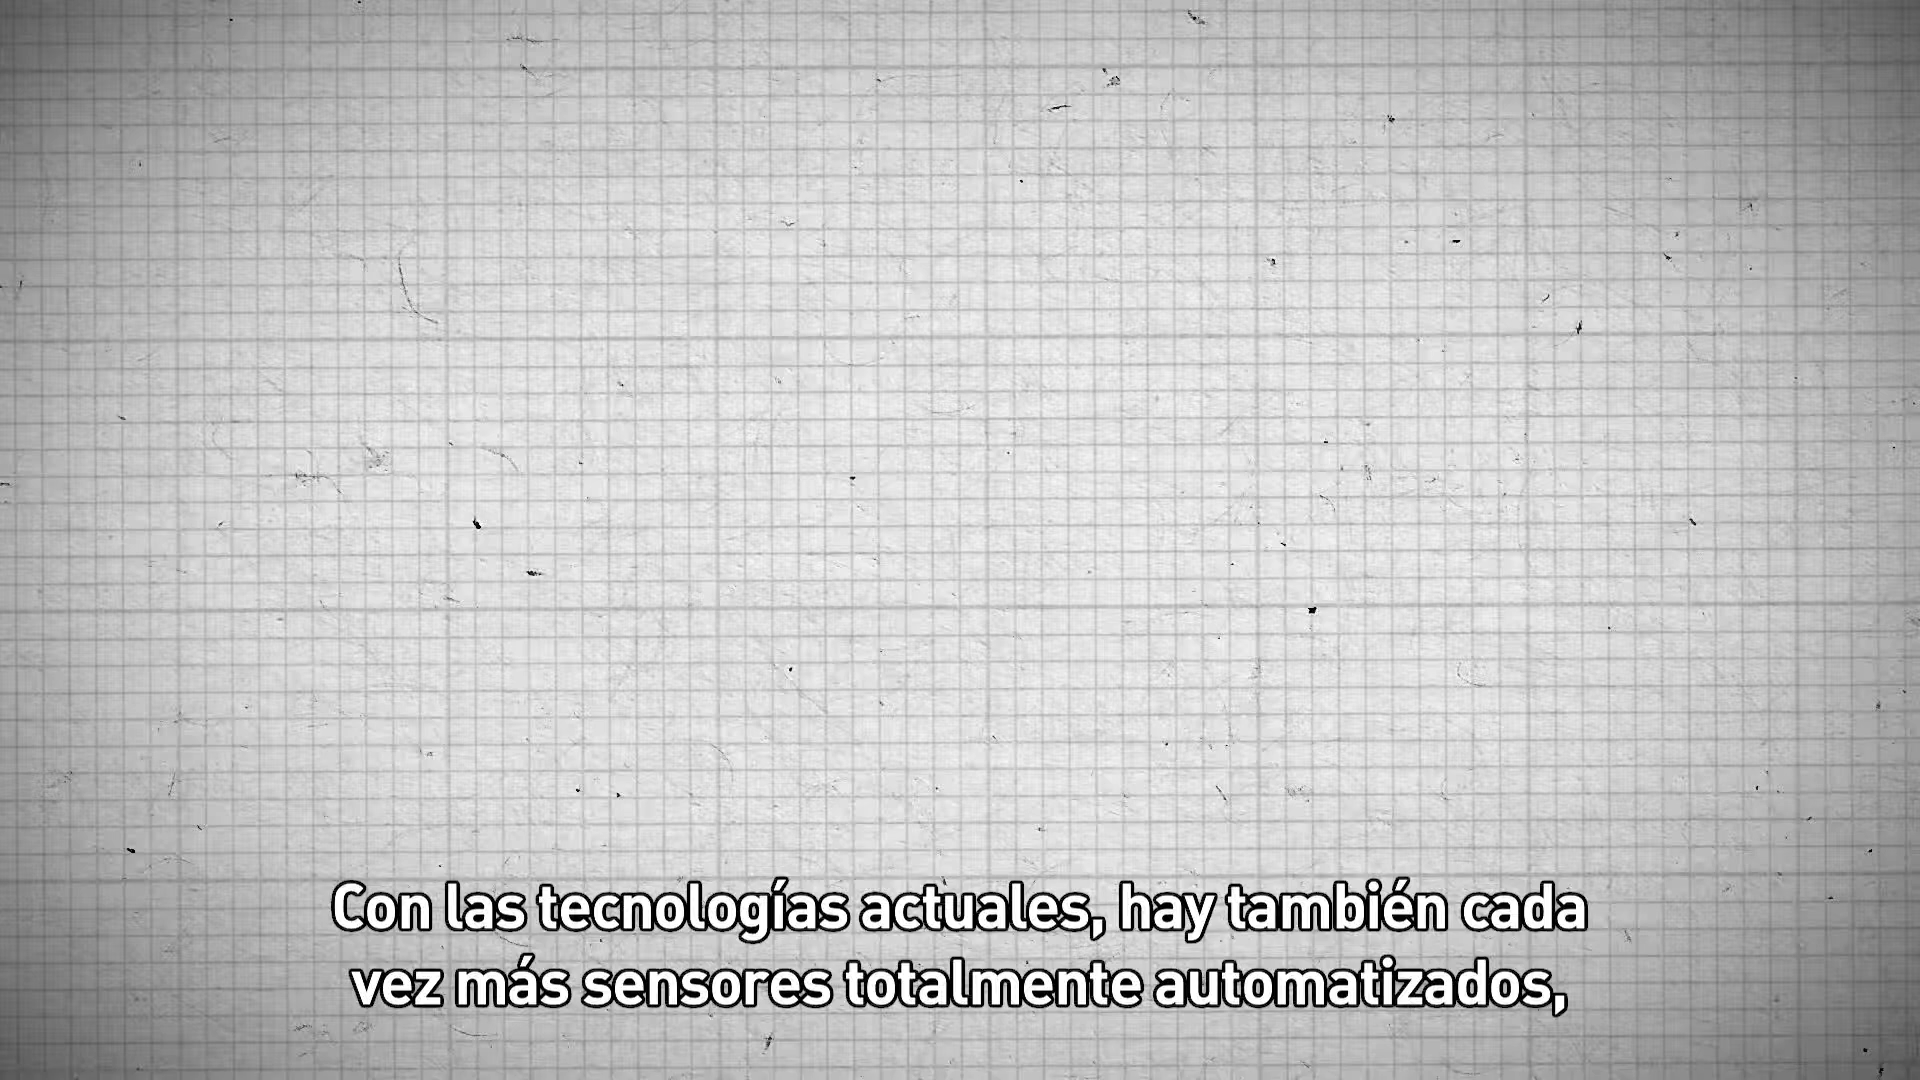 Con las tecnologías actuales, hay también cada
vez más sensores totalmente automatizados,